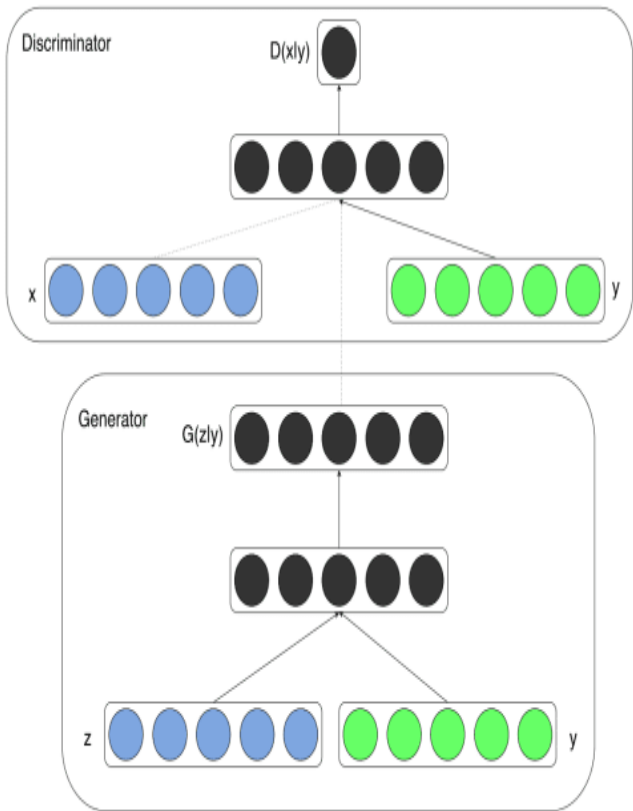 Discriminator
D(x|y)
x
y
Generator
G(z|y)
z
y